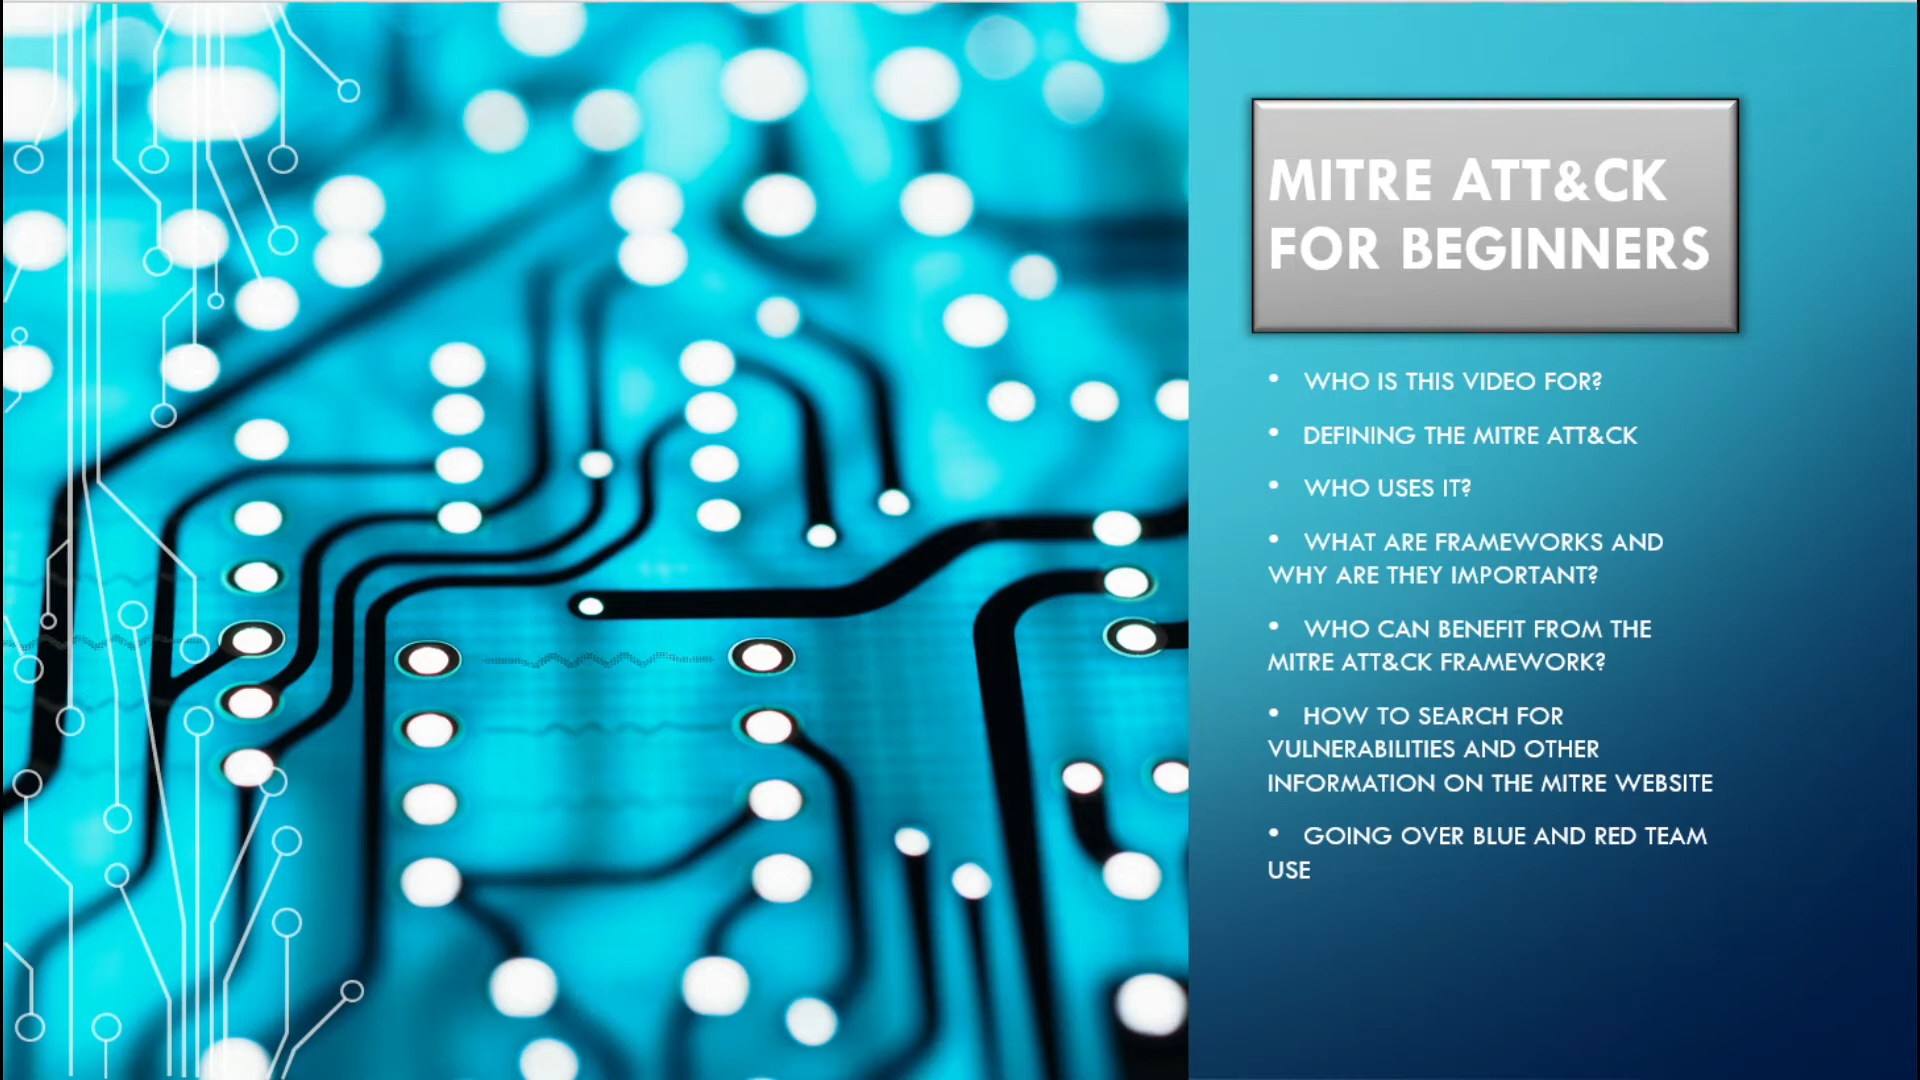 MITRE ATT&CK
FOR BEGINNERS
• WHO IS THIS VIDEO FOR?
• DEFINING THE MITRE ATT&CK
• WHO USES IT?
• WHAT ARE FRAMEWORKS AND
WHY ARE THEY IMPORTANT?
• WHO CAN BENEFIT FROM THE
MITRE ATT&CK FRAMEWORK?
• HOW TO SEARCH FOR
VULNERABILITIES AND OTHER
INFORMATION ON THE MITRE WEBSITE
• GOING OVER BLUE AND RED TEAM
USE